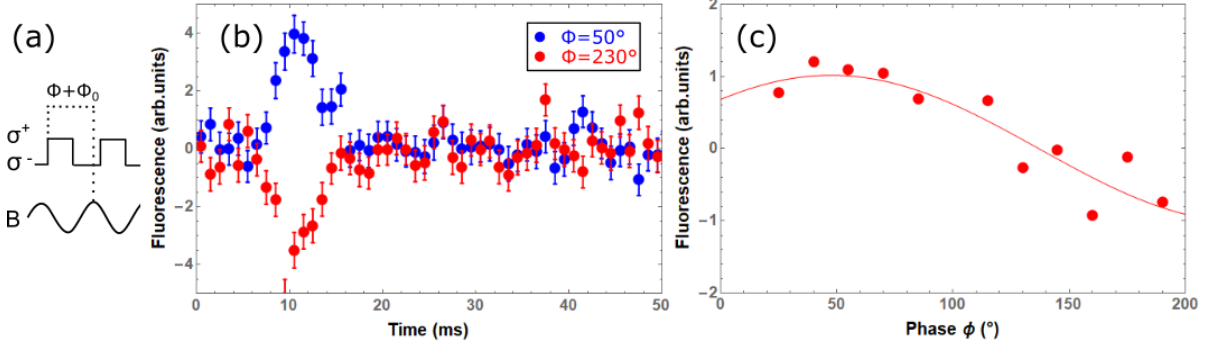 (a)
Φ+Φ0
σ+
σ-
B
(b)
Fluorescence (arb.units)
4
2
0
-2
-4
0 10 20 30 40 50
Time (ms)
Φ=50°
Φ=230°
(c)
Fluorescence (arb.units)
2
1
0
-1
-2
0 50 100 150 200
Phase ϕ (°)